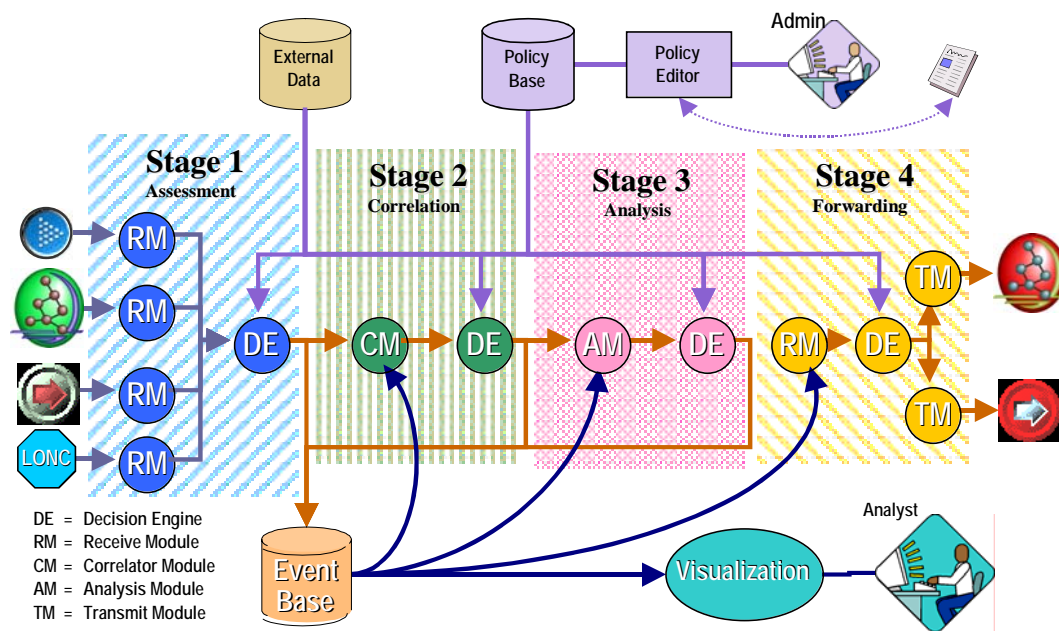 Admin
External
Data
Policy
Base
Policy
Editor
Stage 1
Assessment
Stage 2
Correlation
Stage 3
Analysis
Stage 4
Forwarding
RM
RM
RM
RM
LONC
DE
CM
DE
AM
DE
RM
DE
TM
TM
DE = Decision Engine
RM = Receive Module
CM = Correlator Module
AM = Analysis Module
TM = Transmit Module
Event
Base
Visualization
Analyst